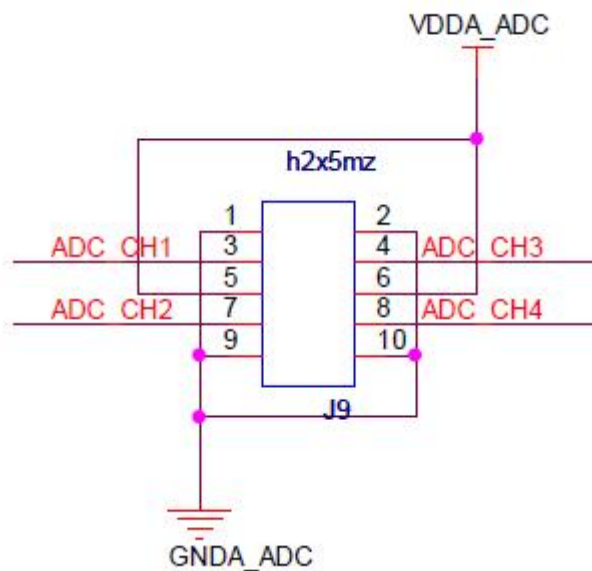 VDDA_ADC
h2x5mz
1 2
ADC_CH1 3 4 ADC_CH3
5 6
ADC_CH2 7 8 ADC_CH4
9 10
J9
GNDA_ADC